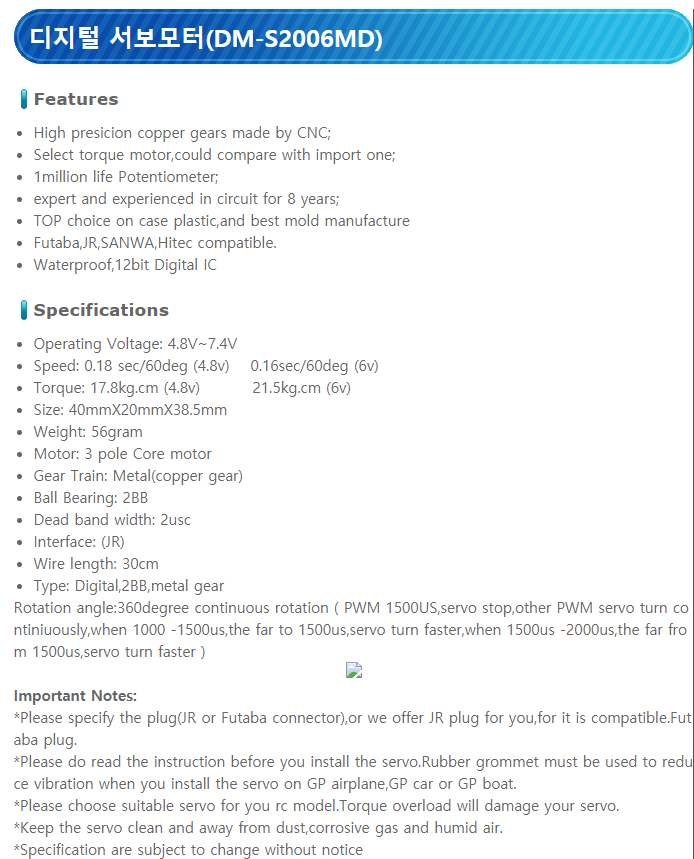 디지털 서보모터(DM-S2006MD)
Features
High presicion copper gears made by CNC;
Select torque motor,could compare with import one;
1million life Potentiometer;
expert and experienced in circuit for 8 years;
TOP choice on case plastic,and best mold manufacture
Futaba,JR,SANWA,Hitec compatible.
Waterproof,12bit Digital IC
Specifications
Operating Voltage: 4.8V~7.4V
Speed: 0.18 sec/60deg (4.8v) 0.16sec/60deg (6v)
Torque: 17.8kg.cm (4.8v) 21.5kg.cm (6v)
Size: 40mmX20mmX38.5mm
Weight: 56gram
Motor: 3 pole Core motor
Gear Train: Metal(copper gear)
Ball Bearing: 2BB
Dead band width: 2usc
Interface: (JR)
Wire length: 30cm
Type: Digital,2BB,metal gear
Rotation angle:360degree continuous rotation ( PWM 1500US,servo stop,other PWM servo turn co
ntiniuously,when 1000 -1500us,the far to 1500us,servo turn faster,when 1500us -2000us,the far fro
m 1500us,servo turn faster )
Important Notes:
*Please specify the plug(JR or Futaba connector),or we offer JR plug for you,for it is compatible.Fut
aba plug.
*Please do read the instruction before you install the servo.Rubber grommet must be used to redu
ce vibration when you install the servo on GP airplane,GP car or GP boat.
*Please choose suitable servo for you rc model.Torque overload will damage your servo.
*Keep the servo clean and away from dust,corrosive gas and humid air.
*Specification are subject to change without notice